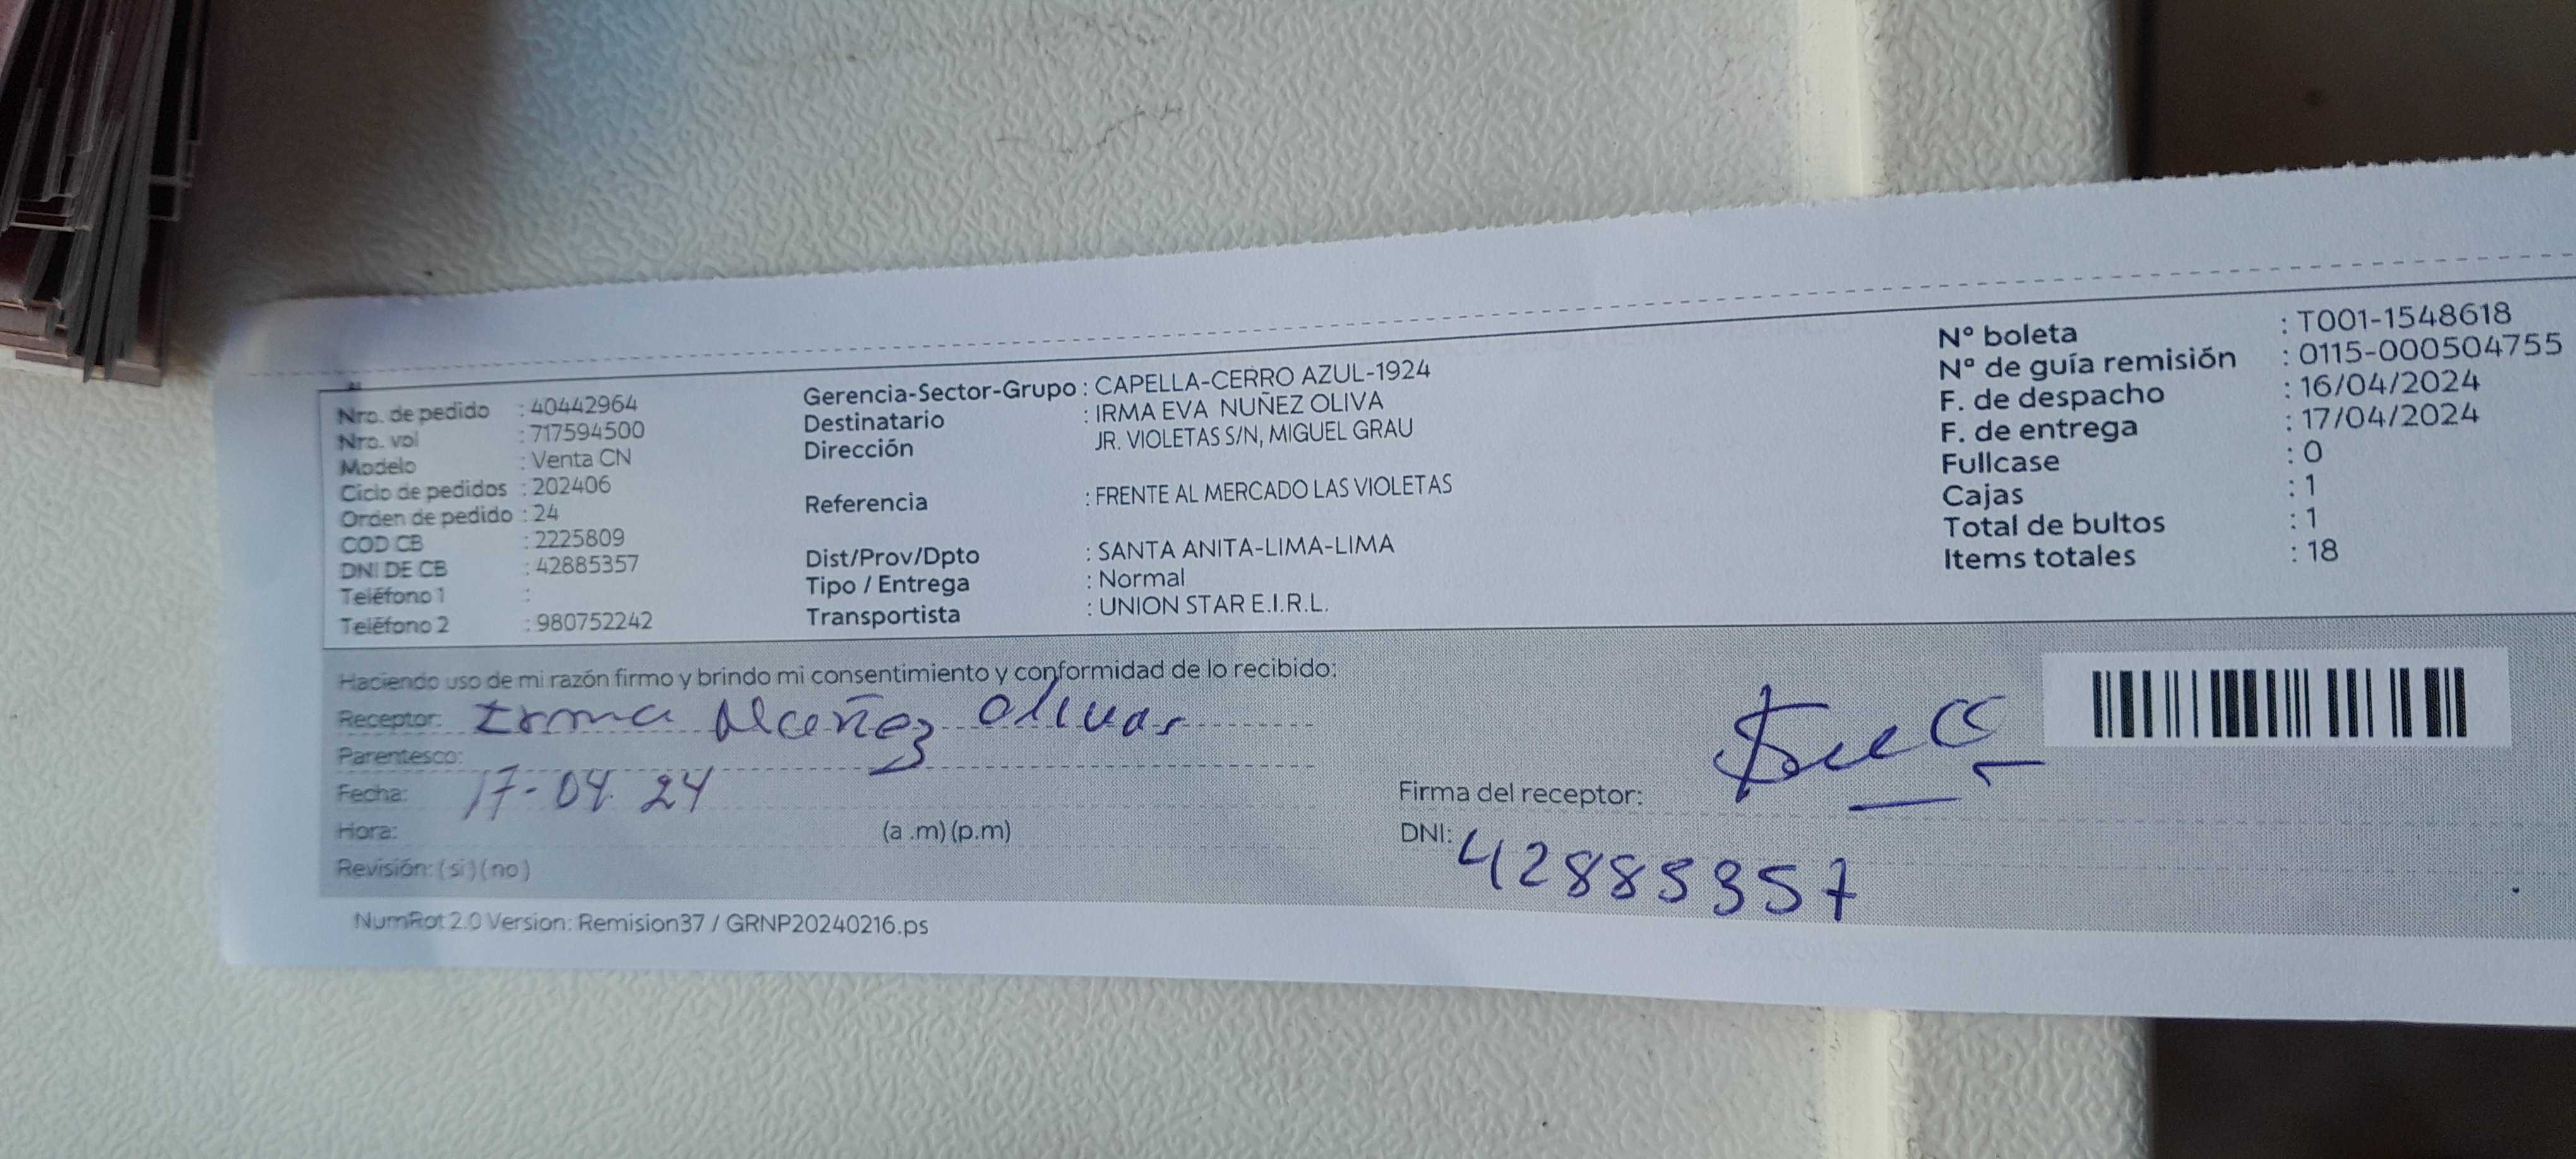 Nro. de pedido : 40442964
Nro. vol : 717594500
Modelo : Venta CN
Ciclo de pedidos : 202406
Orden de pedido : 24
COD CB : 2225809
DNI DE CB : 42885357
Teléfono 1 :
Teléfono 2 : 980752242
Gerencia-Sector-Grupo : CAPELLA-CERRO AZUL-1924
Destinatario : IRMA EVA NUÑEZ OLIVA
Dirección JR. VIOLETAS S/N, MIGUEL GRAU
Referencia : FRENTE AL MERCADO LAS VIOLETAS
Dist/Prov/Dpto : SANTA ANITA-LIMA-LIMA
Tipo / Entrega : Normal
Transportista : UNION STAR E.I.R.L.
N° boleta : T001-1548618
N° de guía remisión : 0115-000504755
F. de despacho : 16/04/2024
F. de entrega : 17/04/2024
Fullcase : 0
Cajas : 1
Total de bultos : 1
Items totales : 18
Haciendo uso de mi razón firmo y brindo mi consentimiento y conformidad de lo recibido:
Receptor: Irma Nuñez Olivas
Parentesco:
Fecha: 17-04-24
Hora: (a .m) (p.m)
Revisión: (si) (no)
Firma del receptor:
DNI: 42885357
NumRot 2.0 Version: Remision37 / GRNP20240216.ps